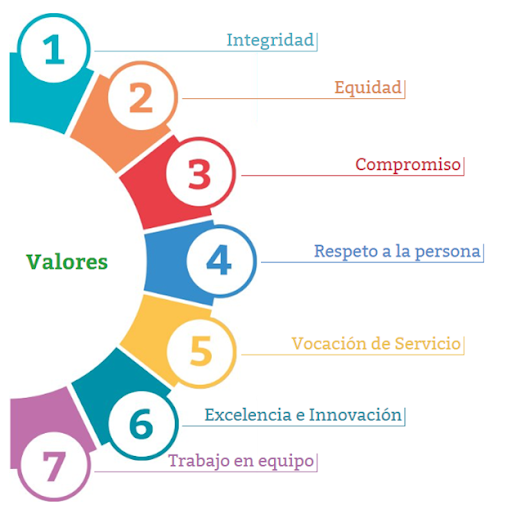 1 Integridad
2 Equidad
3 Compromiso
Valores
4 Respeto a la persona
5 Vocación de Servicio
6 Excelencia e Innovación
7 Trabajo en equipo